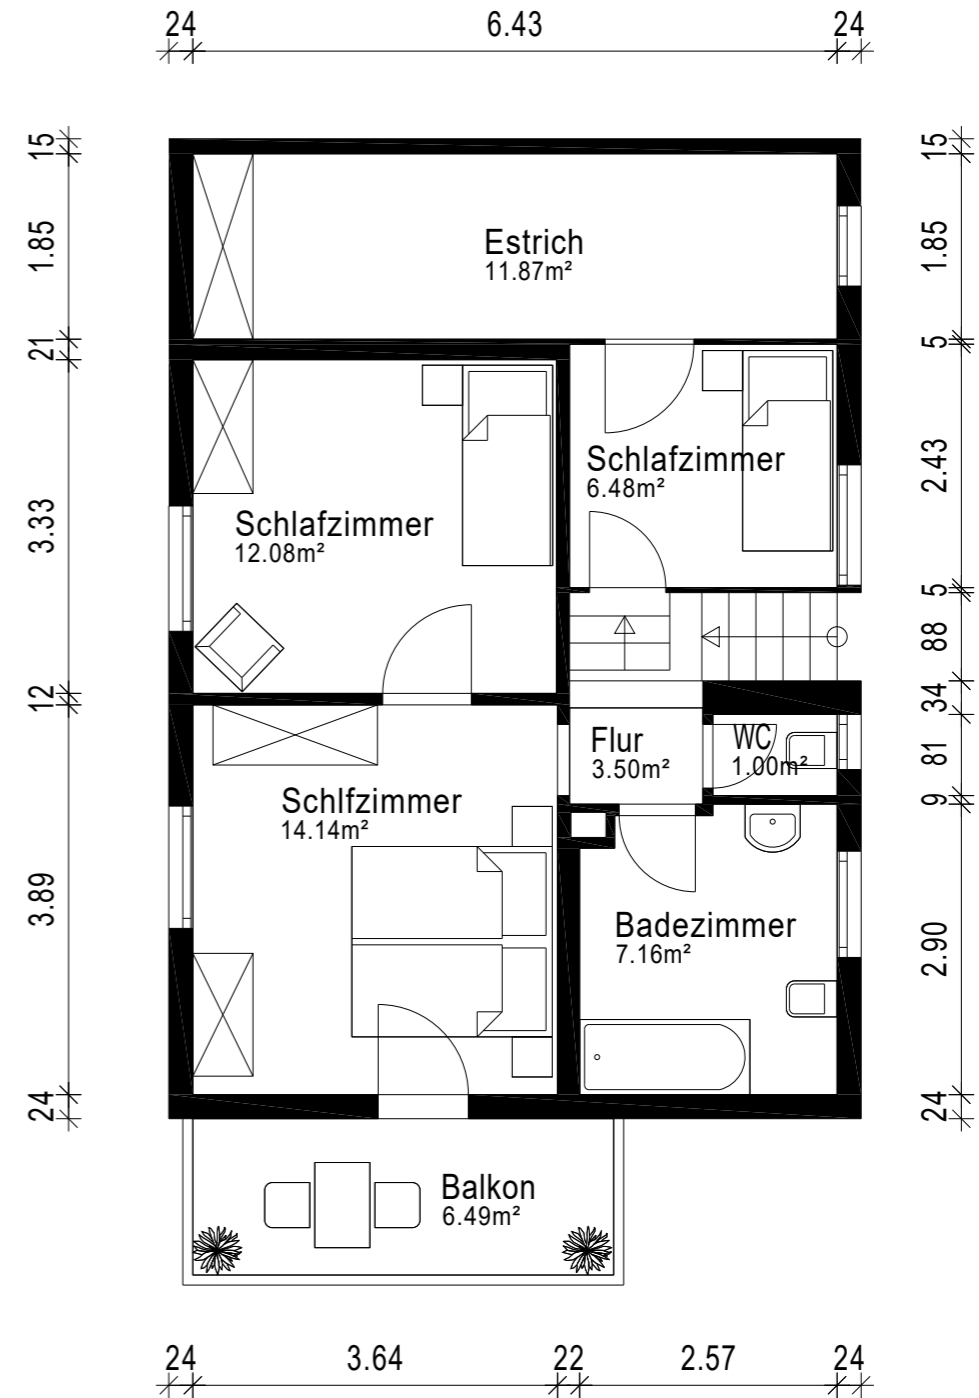 24 6.43 24
15 15
1.85 1.85
Estrich
11.87m²
21 5
3.33 2.43
Schlafzimmer
6.48m²
Schlafzimmer
12.08m²
5
88
12 34
Flur
3.50m²
WC
1.00m²
81
9
Schlfzimmer
14.14m²
3.89 2.90
Badezimmer
7.16m²
24 24
Balkon
6.49m²
24 3.64 22 2.57 24